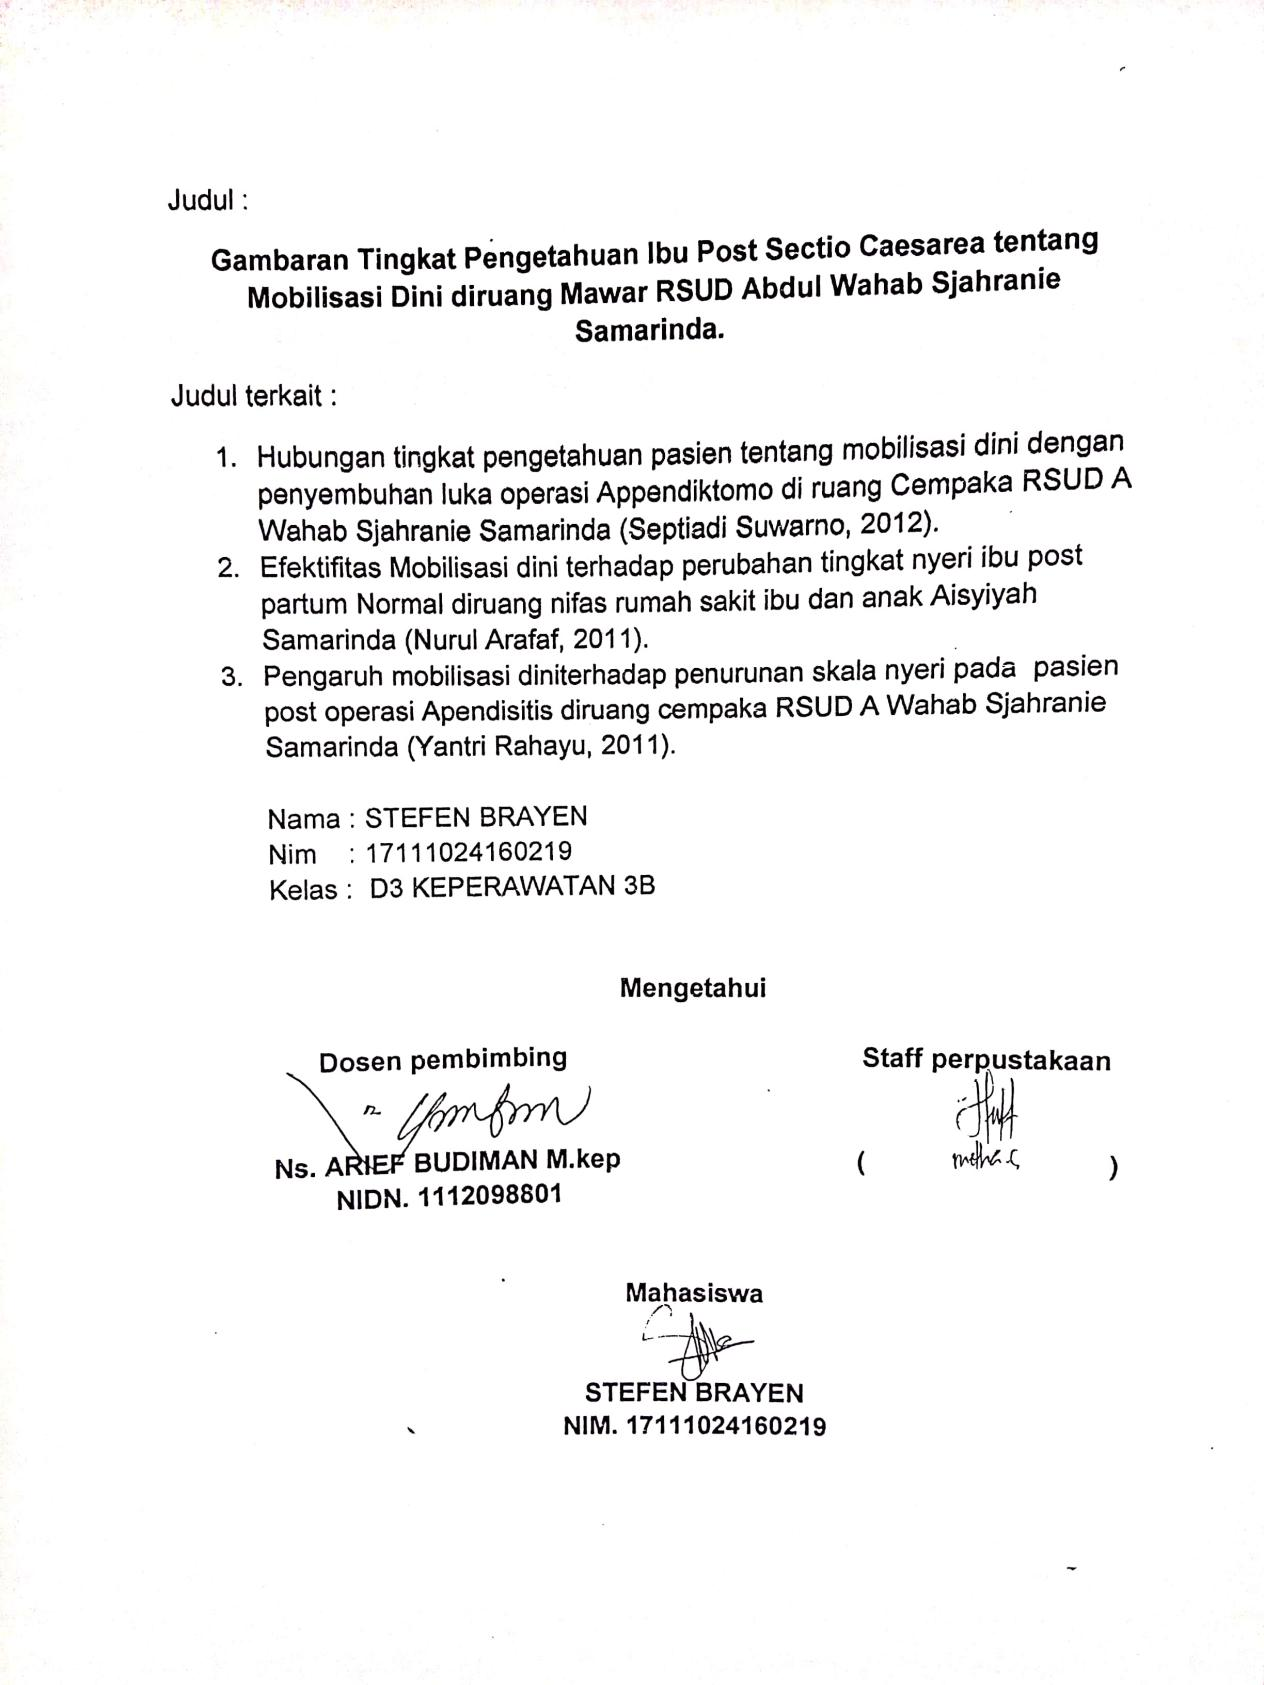 Judul :
Gambaran Tingkat Pengetahuan Ibu Post Sectio Caesarea tentang
Mobilisasi Dini diruang Mawar RSUD Abdul Wahab Sjahranie
Samarinda.
Judul terkait :
1. Hubungan tingkat pengetahuan pasien tentang mobilisasi dini dengan
penyembuhan luka operasi Appendiktomo di ruang Cempaka RSUD A
Wahab Sjahranie Samarinda (Septiadi Suwarno, 2012).
2. Efektifitas Mobilisasi dini terhadap perubahan tingkat nyeri ibu post
partum Normal diruang nifas rumah sakit ibu dan anak Aisyiyah
Samarinda (Nurul Arafaf, 2011).
3. Pengaruh mobilisasi diniterhadap penurunan skala nyeri pada pasien
post operasi Apendisitis diruang cempaka RSUD A Wahab Sjahranie
Samarinda (Yantri Rahayu, 2011).
Nama : STEFEN BRAYEN
Nim : 17111024160219
Kelas : D3 KEPERAWATAN 3B
Mengetahui
Dosen pembimbing
Staff perpustakaan
Ns. ARIEF BUDIMAN M.kep
( )
NIDN. 1112098801
Mahasiswa
STEFEN BRAYEN
NIM. 17111024160219